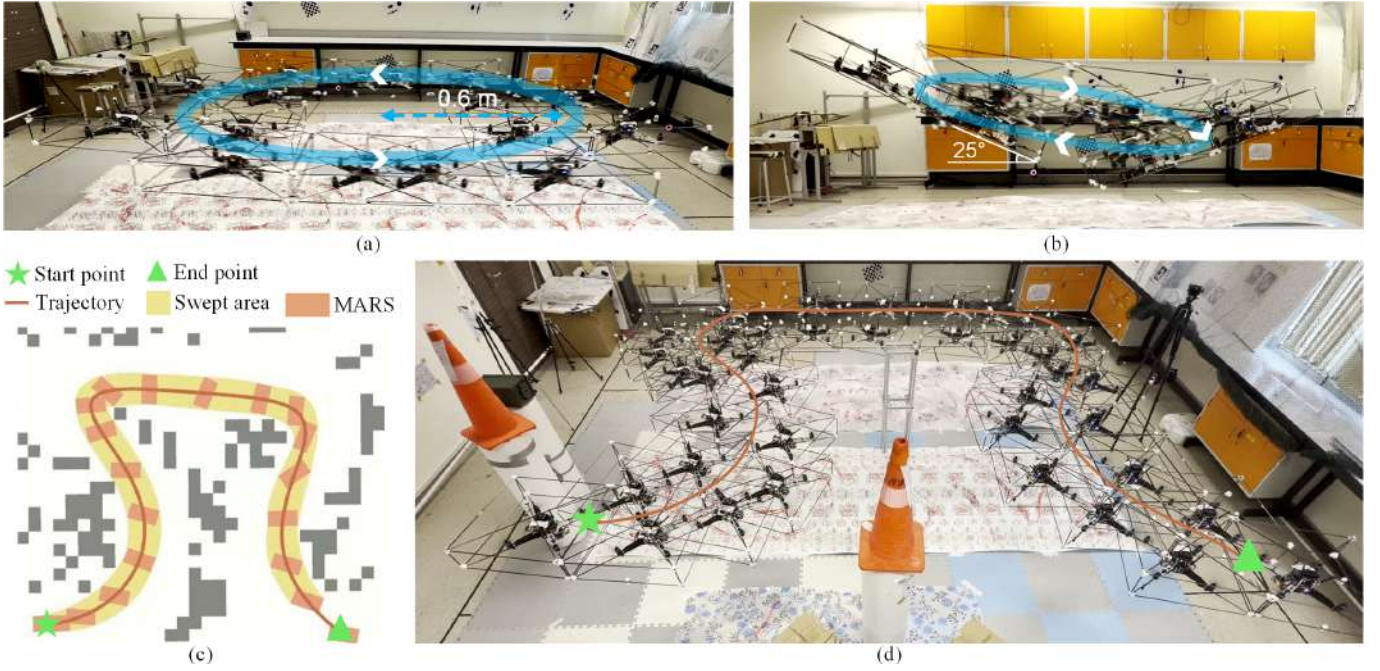 0.6 m
(a)
25°
(b)
Start point
End point
Trajectory
Swept area
MARS
(c)
(d)